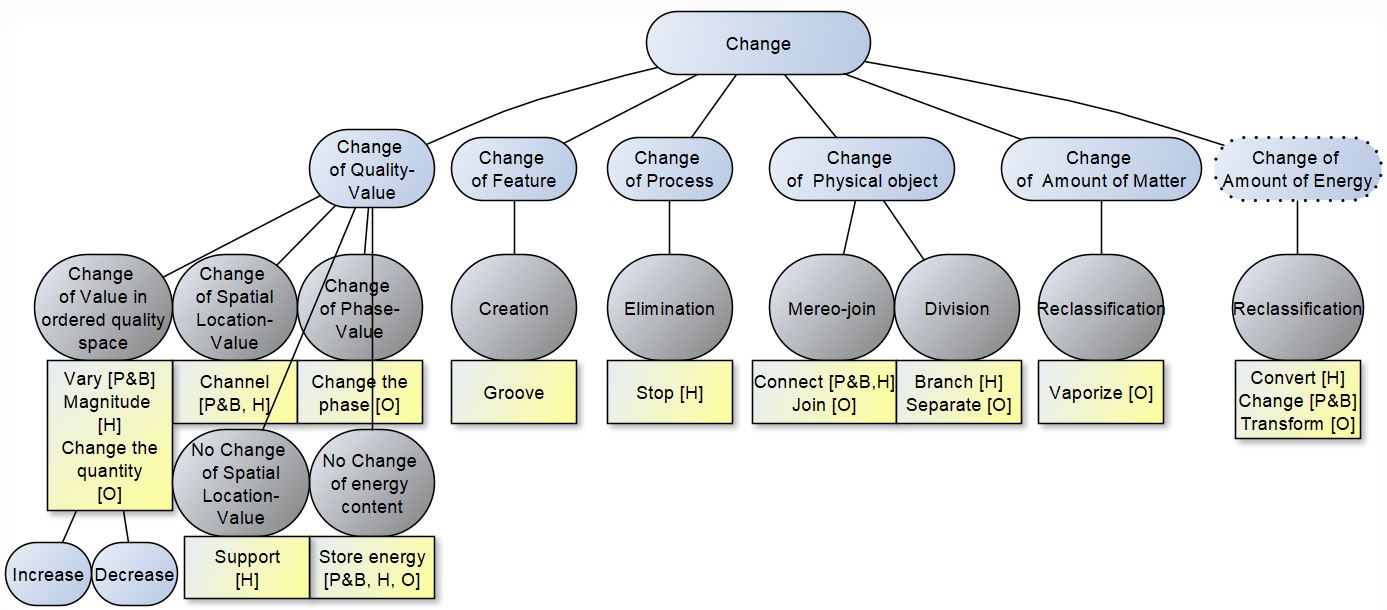 Change
Change
of Quality-
Value
Change
of Feature
Change
of Process
Change
of  Physical object
Change
of  Amount of Matter
Change of
Amount of Energy
Change
of Value in
ordered quality
space
Change
of Spatial
Location-
Value
Change
of Phase-
Value
Creation
Elimination
Mereo-join
Division
Reclassification
Reclassification
Vary [P&B]
Magnitude
[H]
Change the
quantity
[O]
Channel
[P&B, H]
Change the
phase [O]
Groove
Stop [H]
Connect [P&B,H]
Join [O]
Branch [H]
Separate [O]
Vaporize [O]
Convert [H]
Change [P&B]
Transform [O]
No Change
of Spatial
Location-
Value
No Change
of energy
content
Increase
Decrease
Support
[H]
Store energy
[P&B, H, O]